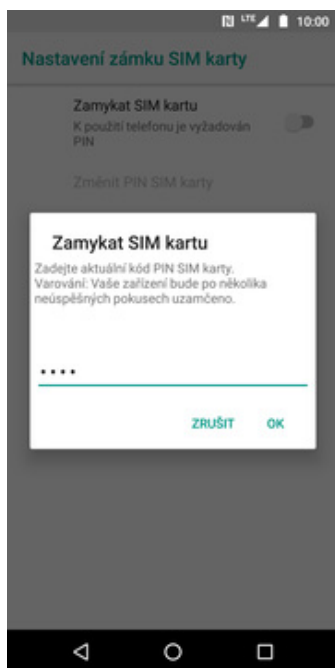 LTE 10:00
Nastavení zámku SIM karty
Zamykat SIM kartu
K použití telefonu je vyžadován
PIN
Změnit PIN SIM karty
Zamykat SIM kartu
Zadejte aktuální kód PIN SIM karty.
Varování: Vaše zařízení bude po několika
neúspěšných pokusech uzamčeno.
••••
ZRUŠIT OK